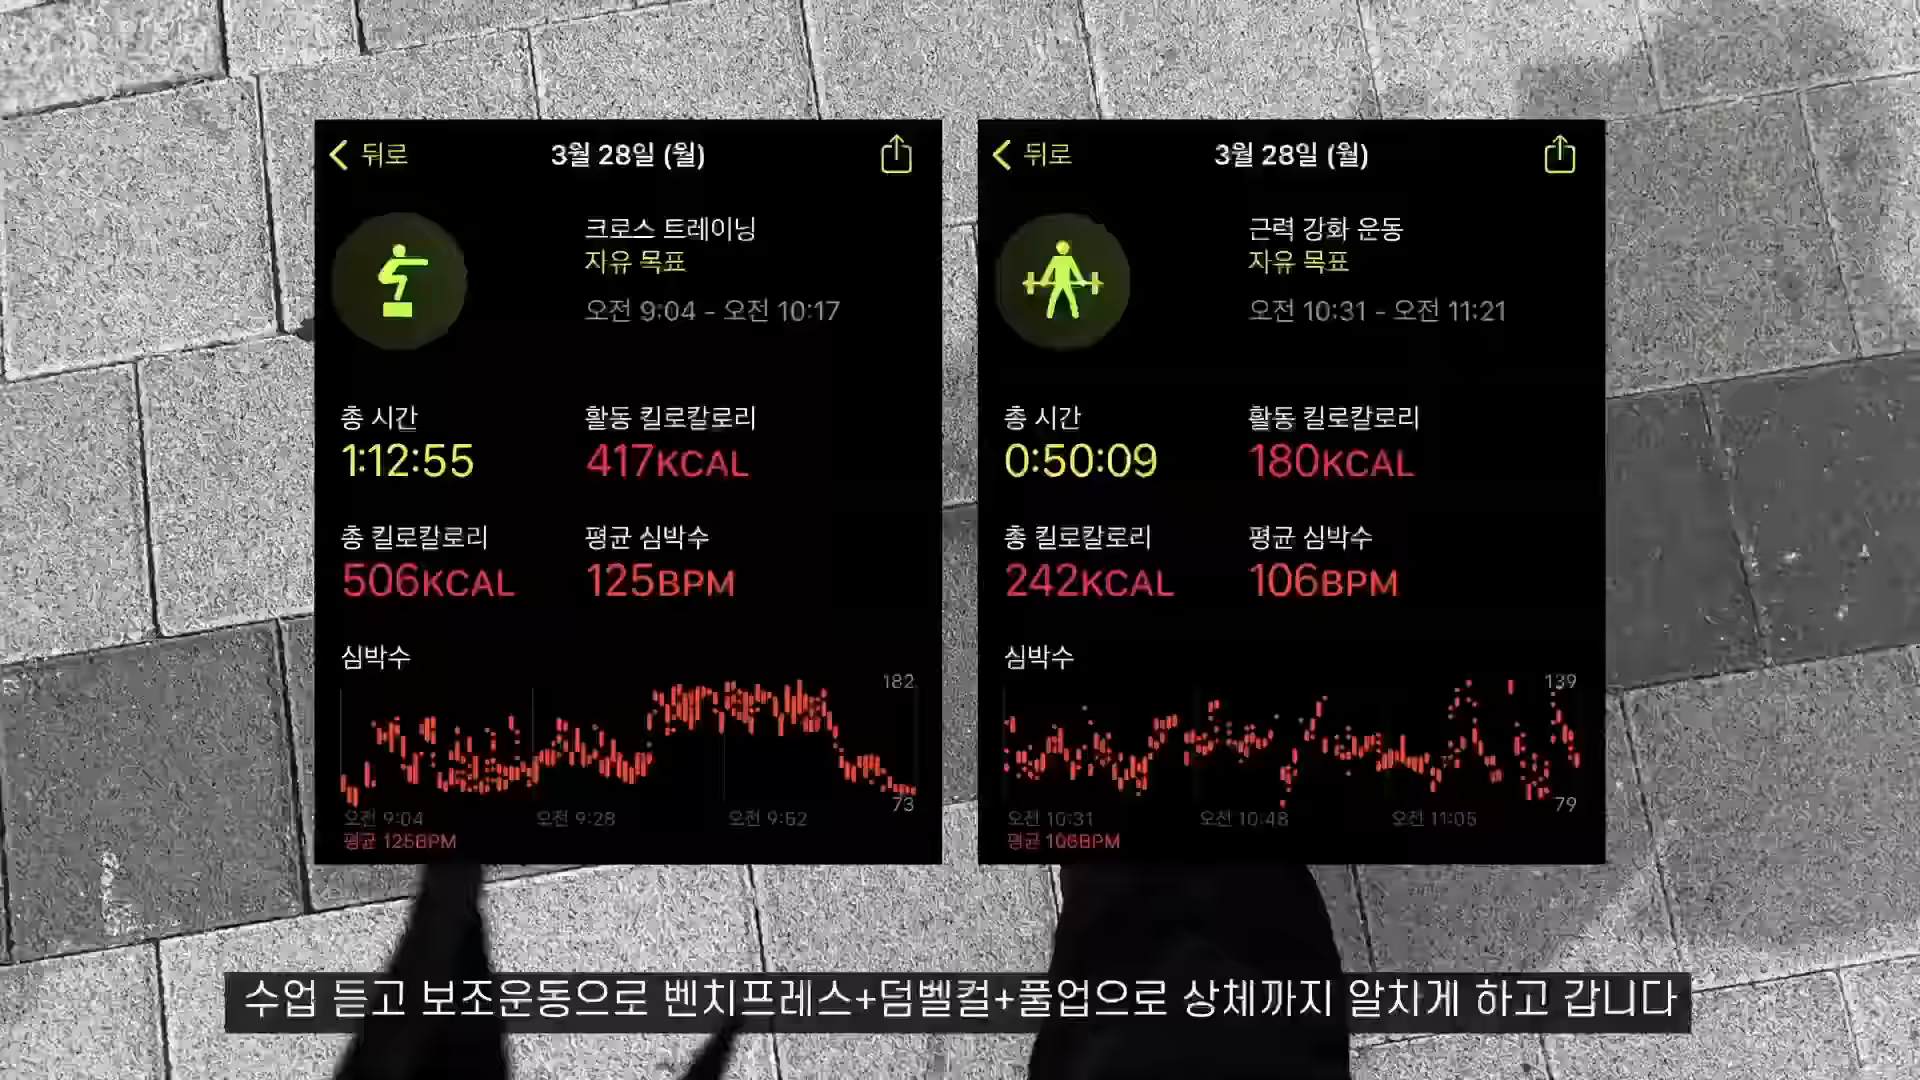 뒤로
3월 28일 (월)
크로스 트레이닝
자유 목표
오전 9:04 - 오전 10:17
총 시간
1:12:55
활동 킬로칼로리
417KCAL
총 킬로칼로리
506KCAL
평균 심박수
125BPM
심박수
182
73
오전 9:04
오전 9:28
오전 9:52
평균 125BPM
뒤로
3월 28일 (월)
근력 강화 운동
자유 목표
오전 10:31 - 오전 11:21
총 시간
0:50:09
활동 킬로칼로리
180KCAL
총 킬로칼로리
242KCAL
평균 심박수
106BPM
심박수
139
79
오전 10:31
오전 10:48
오전 11:05
평균 106BPM
수업 듣고 보조운동으로 벤치프레스+덤벨컬+풀업으로 상체까지 알차게 하고 갑니다